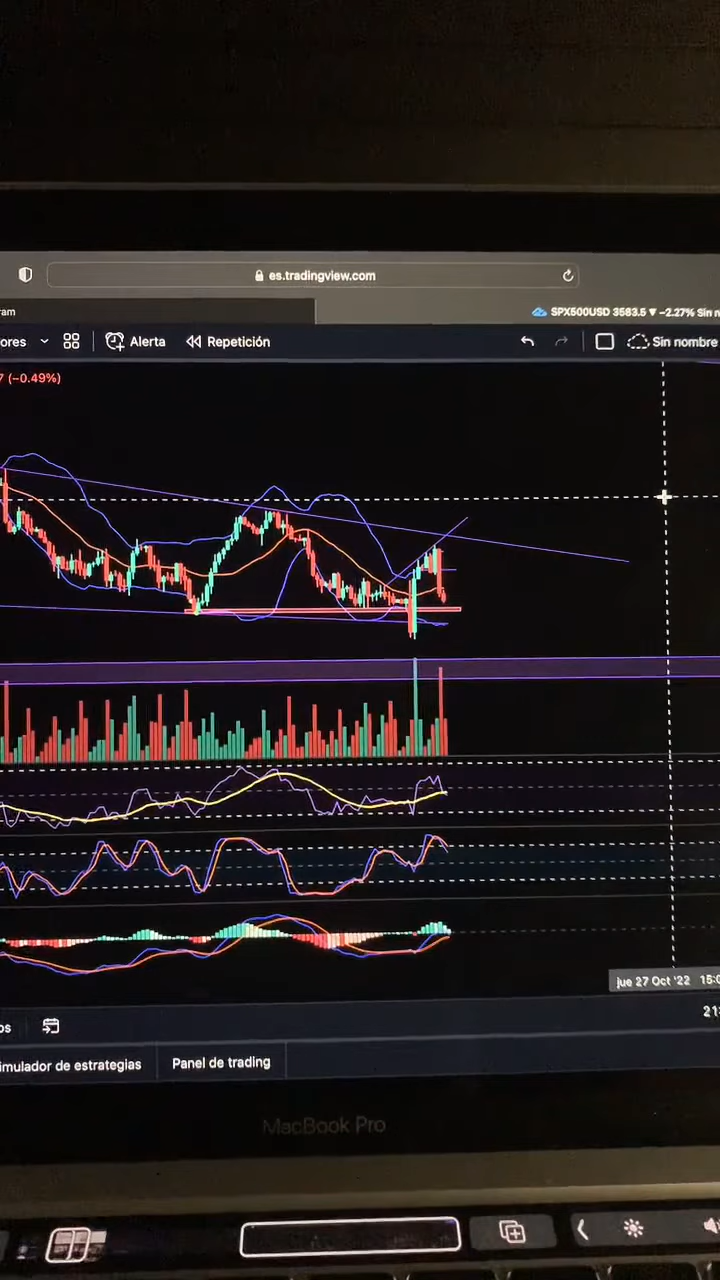 es.tradingview.com
ram
SPX500USD 3583.5 ▼ −2.27% Sin n
ores
Alerta
Repetición
Sin nombre
7 (−0.49%)
jue 27 Oct '22 15:0
os
21:
imulador de estrategias
Panel de trading
MacBook Pro